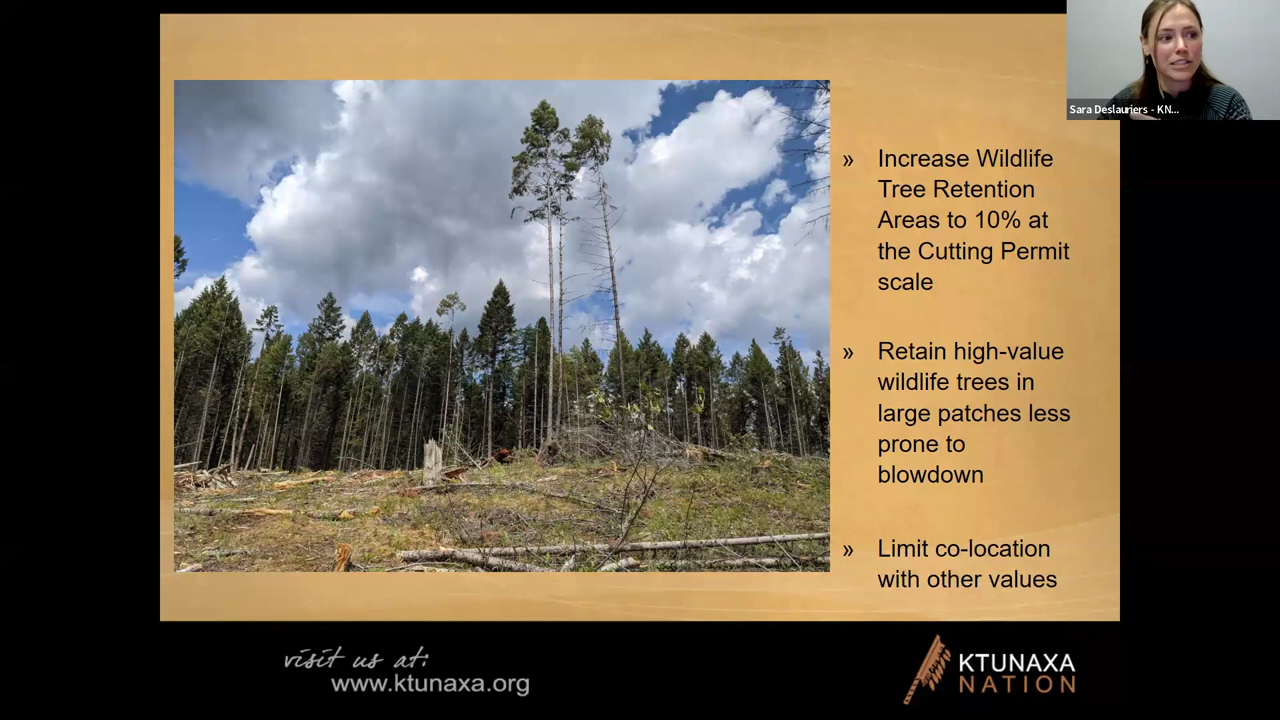 Sara Deslauriers - KN...
» Increase Wildlife
Tree Retention
Areas to 10% at
the Cutting Permit
scale
» Retain high-value
wildlife trees in
large patches less
prone to
blowdown
» Limit co-location
with other values
visit us at:
www.ktunaxa.org
KTUNAXA
NATION